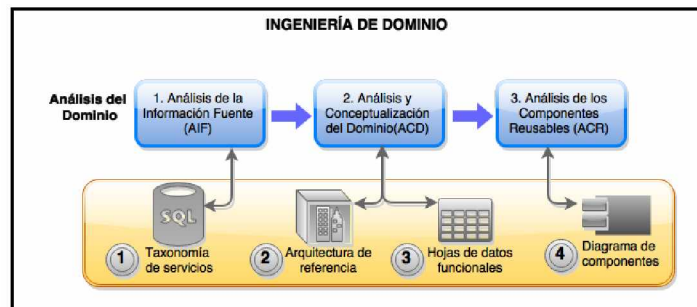 INGENIERÍA DE DOMINIO
Análisis del
Dominio
1. Análisis de la
Información Fuente
(AIF)
2. Análisis y
Conceptualización
del Dominio(ACD)
3. Análisis de los
Componentes
Reusables (ACR)
SQL
1
Taxonomía
de servicios
2
Arquitectura de
referencia
3
Hojas de datos
funcionales
4
Diagrama de
componentes